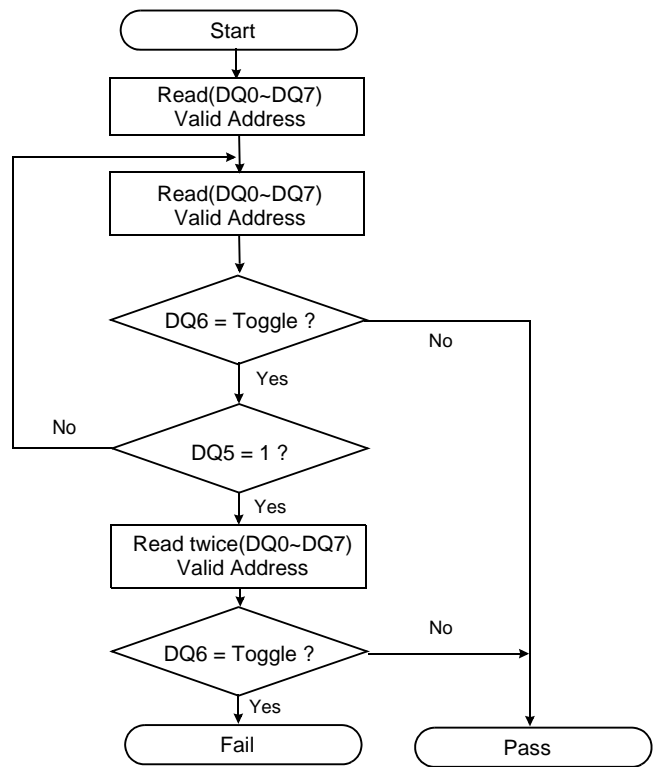 Start
Read(DQ0~DQ7)
Valid Address
Read(DQ0~DQ7)
Valid Address
DQ6 = Toggle ?
No
Yes
No
DQ5 = 1 ?
Yes
Read twice(DQ0~DQ7)
Valid Address
No
DQ6 = Toggle ?
Yes
Fail
Pass